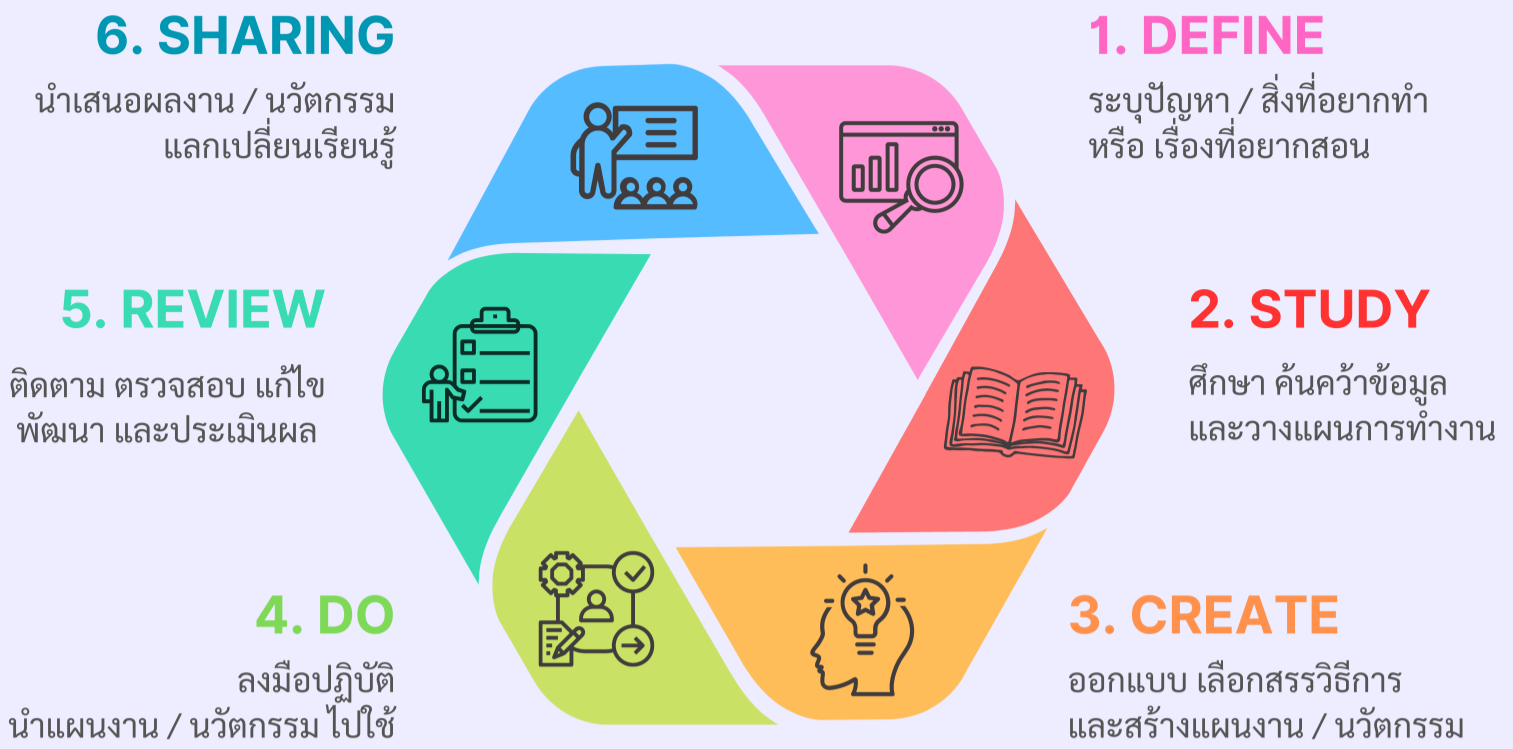 1. DEFINE
ระบุปัญหา / สิ่งที่อยากทำ
หรือ เรื่องที่อยากสอน
2. STUDY
ศึกษา ค้นคว้าข้อมูล
และวางแผนการทำงาน
3. CREATE
ออกแบบ เลือกสรรวิธีการ
และสร้างแผนงาน / นวัตกรรม
4. DO
ลงมือปฏิบัติ
นำแผนงาน / นวัตกรรม ไปใช้
5. REVIEW
ติดตาม ตรวจสอบ แก้ไข
พัฒนา และประเมินผล
6. SHARING
นำเสนอผลงาน / นวัตกรรม
แลกเปลี่ยนเรียนรู้